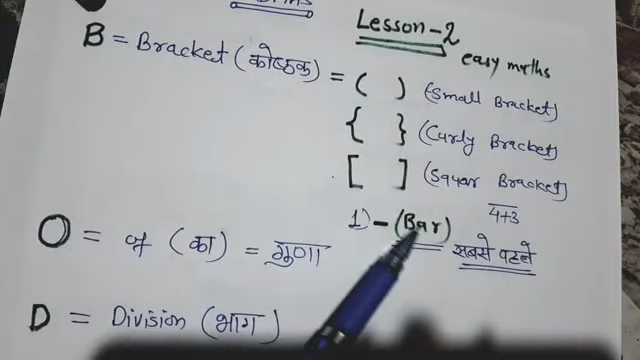 Lesson-2
easy myths
B = Bracket (कोष्ठक) = ( ) (Small Bracket)
{ } (Curly Bracket)
[ ] (Squar Bracket)
4+3
1) - (Bar) सबसे पहले
O = of (का) = गुणा
D = Division (भाग)